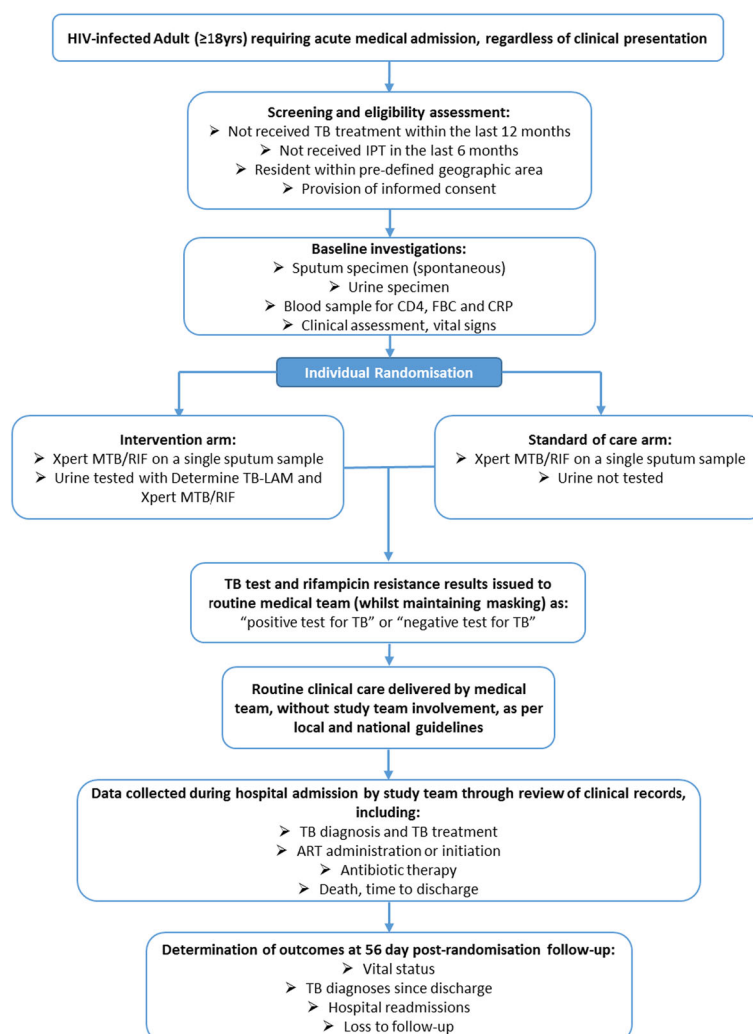 HIV-infected Adult (≥18yrs) requiring acute medical admission, regardless of clinical presentation
Screening and eligibility assessment:
➢ Not received TB treatment within the last 12 months
➢ Not received IPT in the last 6 months
➢ Resident within pre-defined geographic area
➢ Provision of informed consent
Baseline investigations:
➢ Sputum specimen (spontaneous)
➢ Urine specimen
➢ Blood sample for CD4, FBC and CRP
➢ Clinical assessment, vital signs
Individual Randomisation
Intervention arm:
➢ Xpert MTB/RIF on a single sputum sample
➢ Urine tested with Determine TB-LAM and
Xpert MTB/RIF
Standard of care arm:
➢ Xpert MTB/RIF on a single sputum sample
➢ Urine not tested
TB test and rifampicin resistance results issued to
routine medical team (whilst maintaining masking) as:
“positive test for TB” or “negative test for TB”
Routine clinical care delivered by medical
team, without study team involvement, as per
local and national guidelines
Data collected during hospital admission by study team through review of clinical records,
including:
➢ TB diagnosis and TB treatment
➢ ART administration or initiation
➢ Antibiotic therapy
➢ Death, time to discharge
Determination of outcomes at 56 day post-randomisation follow-up:
➢ Vital status
➢ TB diagnoses since discharge
➢ Hospital readmissions
➢ Loss to follow-up